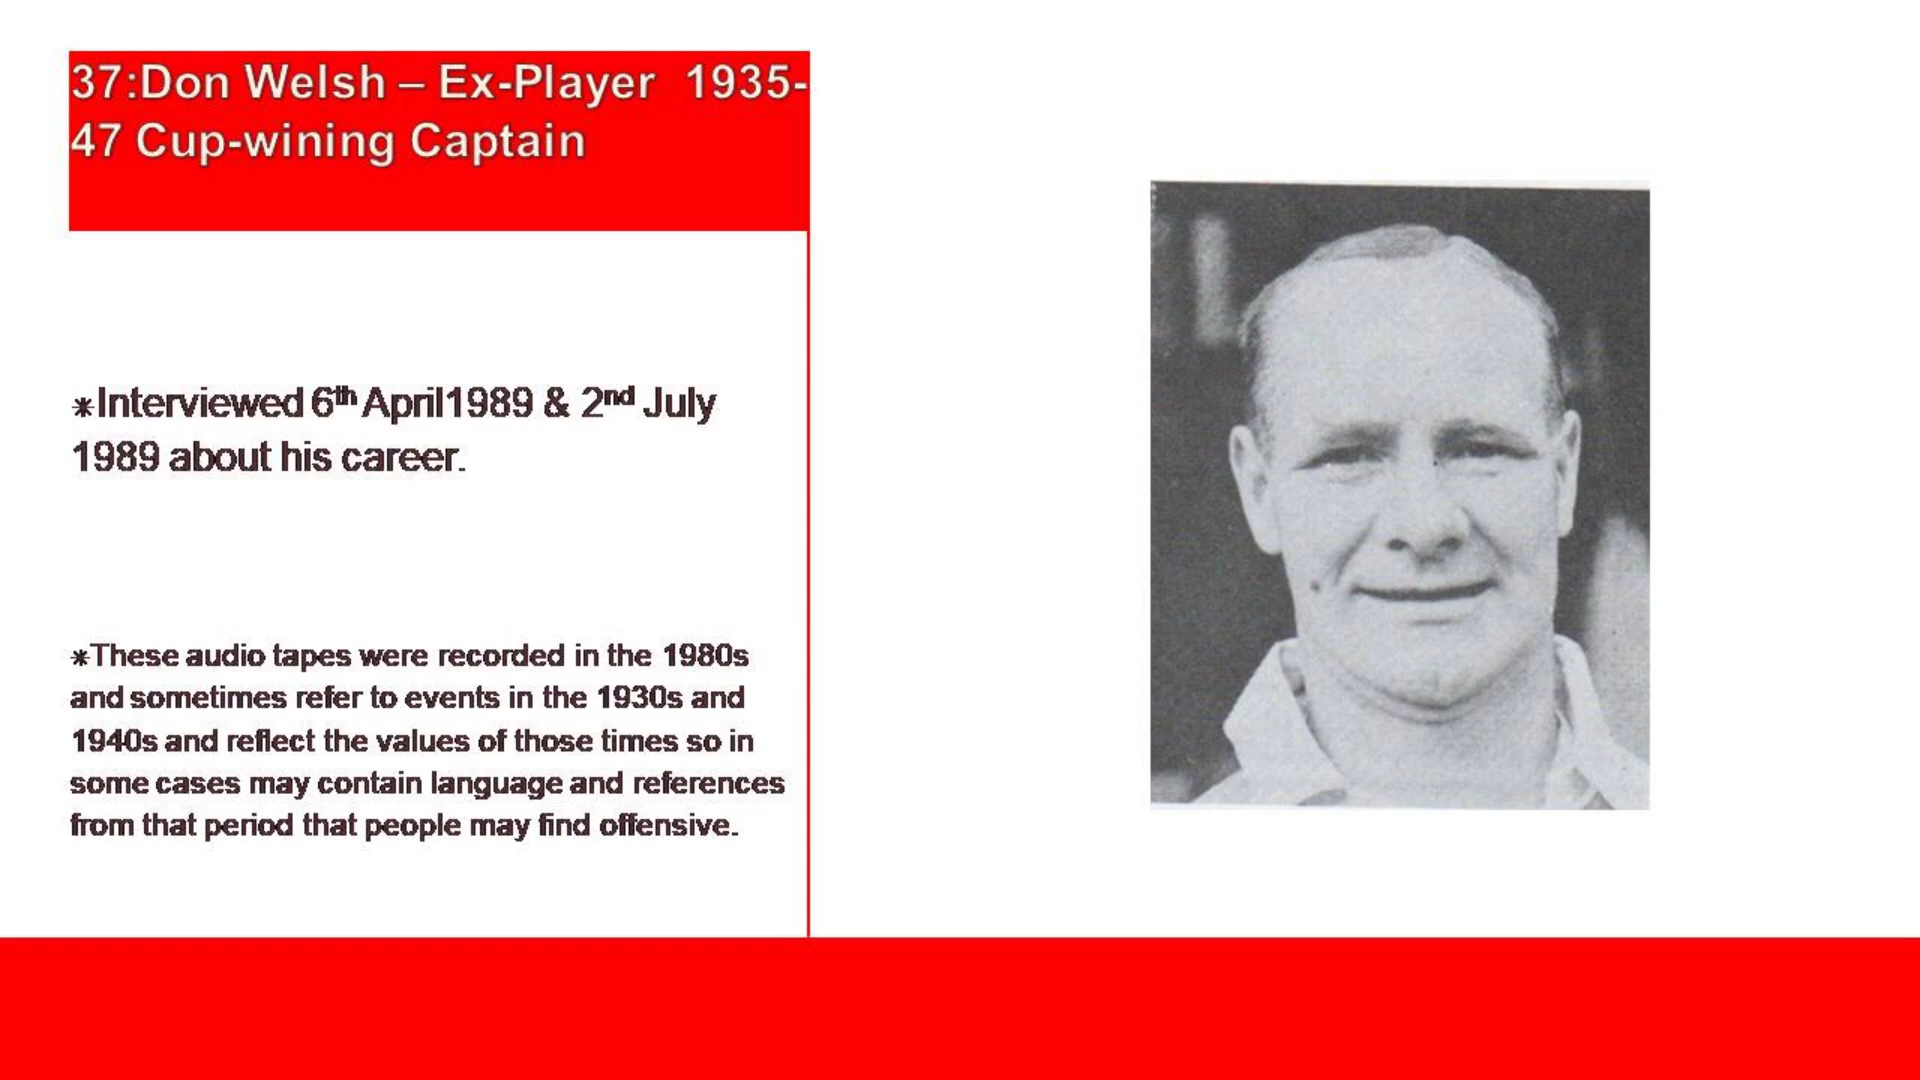 37:Don Welsh – Ex-Player 1935-
47 Cup-wining Captain
*Interviewed 6th April1989 & 2nd July
1989 about his career.
*These audio tapes were recorded in the 1980s
and sometimes refer to events in the 1930s and
1940s and reflect the values of those times so in
some cases may contain language and references
from that period that people may find offensive.